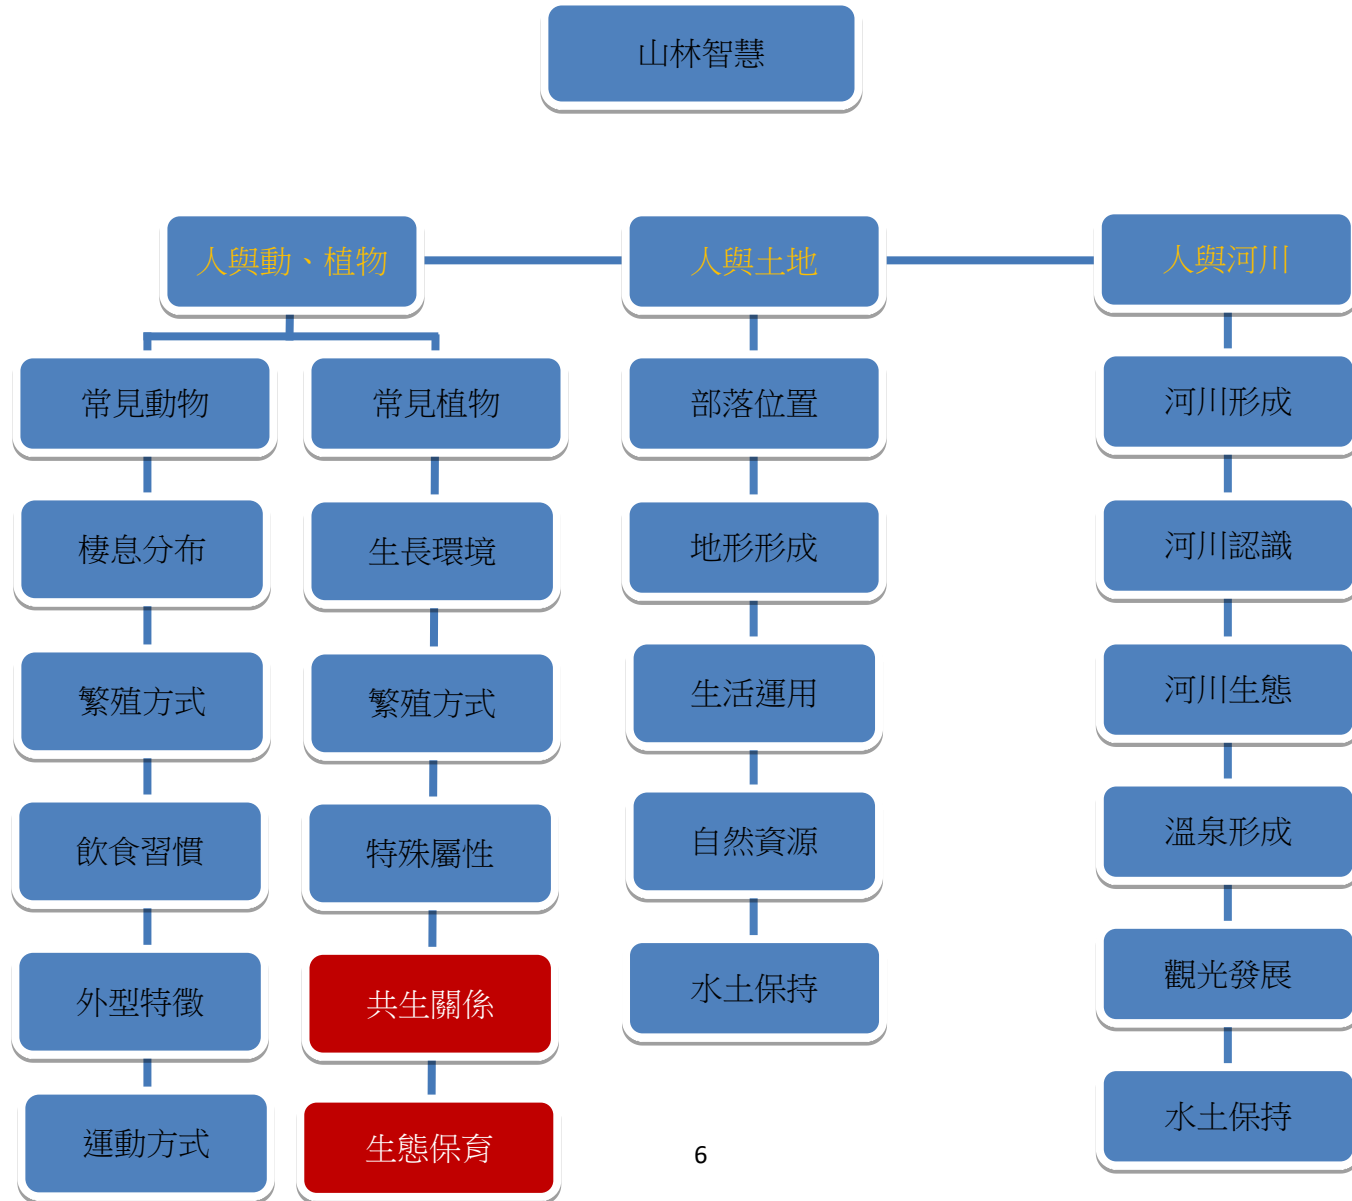 山林智慧
人與動、植物
人與土地
人與河川
常見動物
常見植物
部落位置
河川形成
棲息分布
生長環境
地形形成
河川認識
繁殖方式
繁殖方式
生活運用
河川生態
飲食習慣
特殊屬性
自然資源
溫泉形成
外型特徵
共生關係
水土保持
觀光發展
運動方式
生態保育
水土保持
6